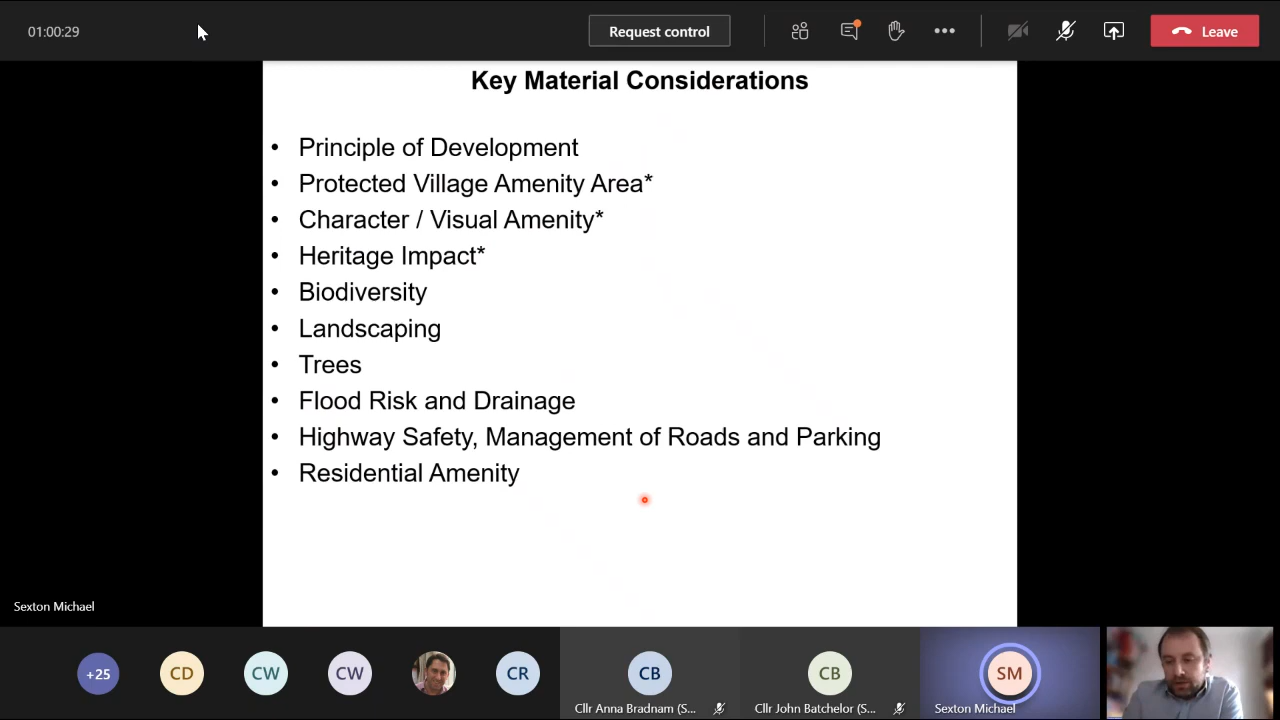 01:00:29
Request control
Leave
Key Material Considerations
• Principle of Development
• Protected Village Amenity Area*
• Character / Visual Amenity*
• Heritage Impact*
• Biodiversity
• Landscaping
• Trees
• Flood Risk and Drainage
• Highway Safety, Management of Roads and Parking
• Residential Amenity
Sexton Michael
+25
CD
CW
CW
CR
CB
CB
SM
Cllr Anna Bradnam (S...
Cllr John Batchelor (S...
Sexton Michael